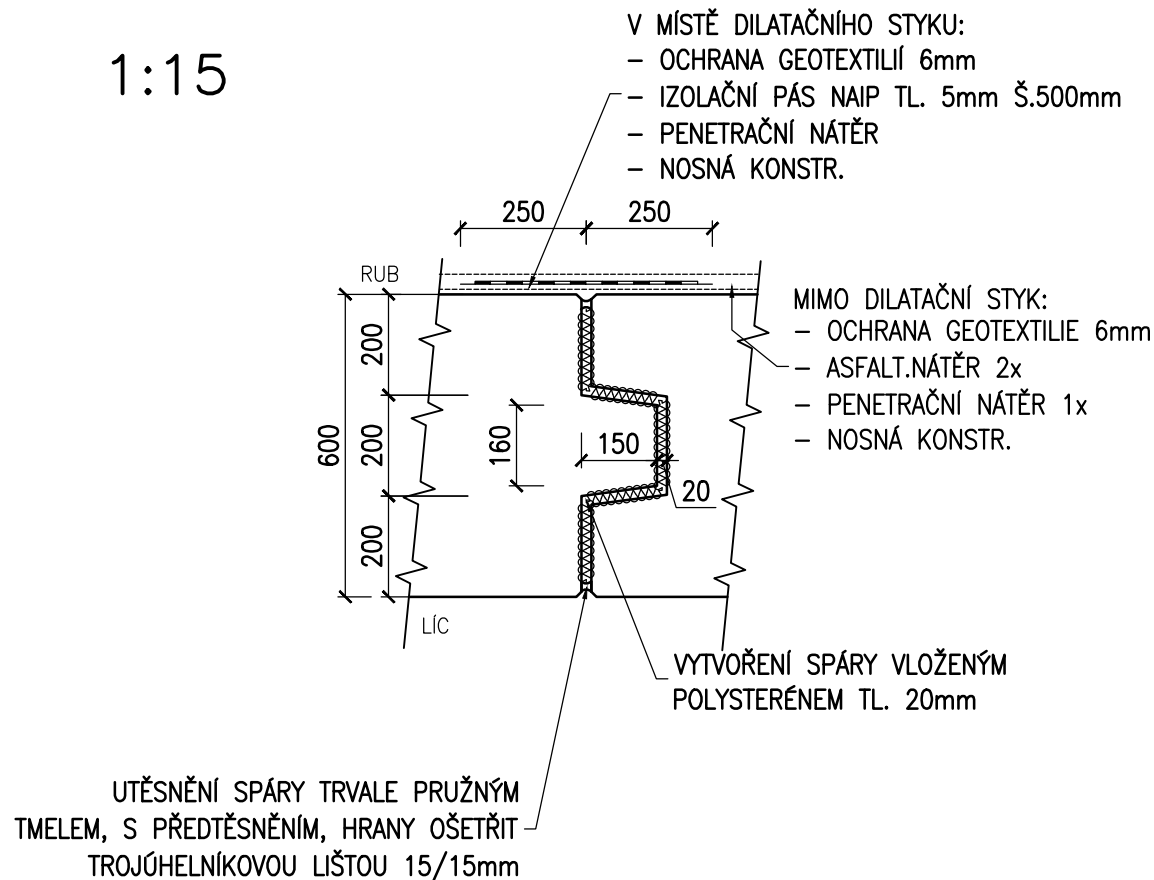 1:15
V MÍSTĚ DILATAČNÍHO STYKU:
– OCHRANA GEOTEXTILIÍ 6mm
– IZOLAČNÍ PÁS NAIP TL. 5mm Š.500mm
– PENETRAČNÍ NÁTĚR
– NOSNÁ KONSTR.
250
250
RUB
MIMO DILATAČNÍ STYK:
– OCHRANA GEOTEXTILIE 6mm
– ASFALT.NÁTĚR 2x
– PENETRAČNÍ NÁTĚR 1x
– NOSNÁ KONSTR.
600
200
200
200
160
150
20
LÍC
VYTVOŘENÍ SPÁRY VLOŽENÝM
POLYSTERÉNEM TL. 20mm
UTĚSNĚNÍ SPÁRY TRVALE PRUŽNÝM
TMELEM, S PŘEDTĚSNĚNÍM, HRANY OŠETŘIT
TROJÚHELNÍKOVOU LIŠTOU 15/15mm